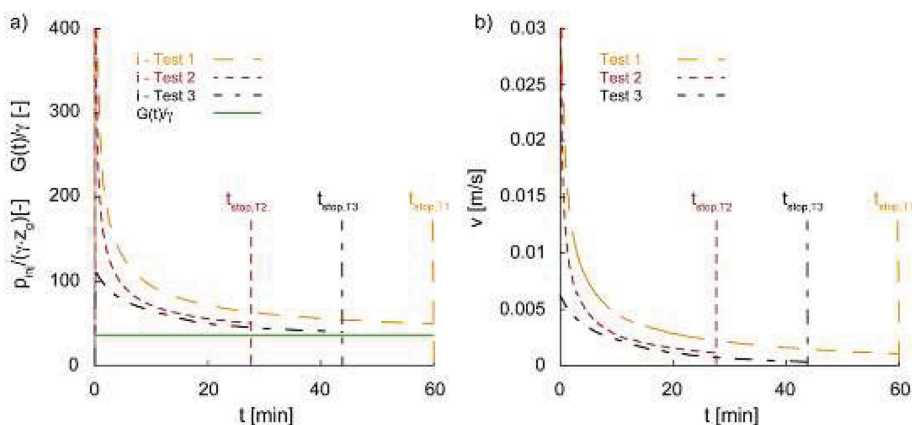 a)
400
300
200
100
0
p_inj/(γ·z_g)[-] G(t)/γ [-]
i - Test 1
i - Test 2
i - Test 3
G(t)/γ
t_stop,T2
t_stop,T3
t_stop,T1
0 20 40 60
t [min]
b)
0.03
0.025
0.02
0.015
0.01
0.005
0
v [m/s]
Test 1
Test 2
Test 3
t_stop,T2
t_stop,T3
t_stop,T1
0 20 40 60
t [min]